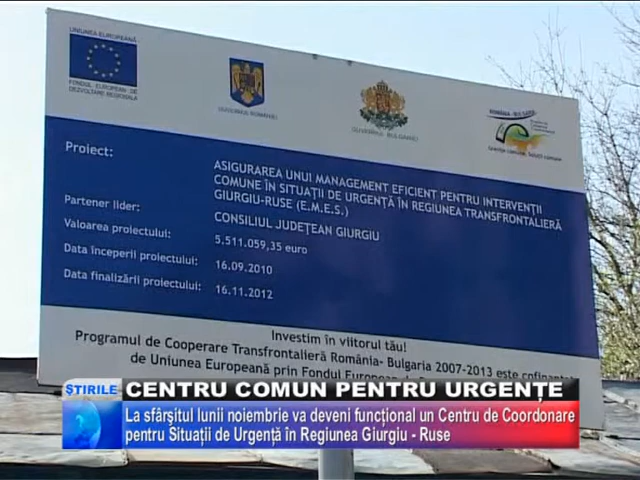 UNIUNEA EUROPEANĂ
FONDUL EUROPEAN DE
DEZVOLTARE REGIONALĂ
GUVERNUL ROMÂNIEI
GUVERNUL BULGARIEI
ROMÂNIA - BULGARIA
Proiect:
ASIGURAREA UNUI MANAGEMENT EFICIENT PENTRU INTERVENȚII
COMUNE ÎN SITUAȚII DE URGENȚĂ ÎN REGIUNEA TRANSFRONTALIERĂ
GIURGIU-RUSE (E.M.E.S.)
Partener lider: CONSILIUL JUDEȚEAN GIURGIU
Valoarea proiectului: 5.511.059,35 euro
Data începerii proiectului: 16.09.2010
Data finalizării proiectului: 16.11.2012
Investim în viitorul tău!
Programul de Cooperare Transfrontalieră România- Bulgaria 2007-2013 este cofinanțat
de Uniunea Europeană prin Fondul European
ȘTIRILE
CENTRU COMUN PENTRU URGENȚE
La sfârșitul lunii noiembrie va deveni funcțional un Centru de Coordonare
pentru Situații de Urgență în Regiunea Giurgiu - Ruse